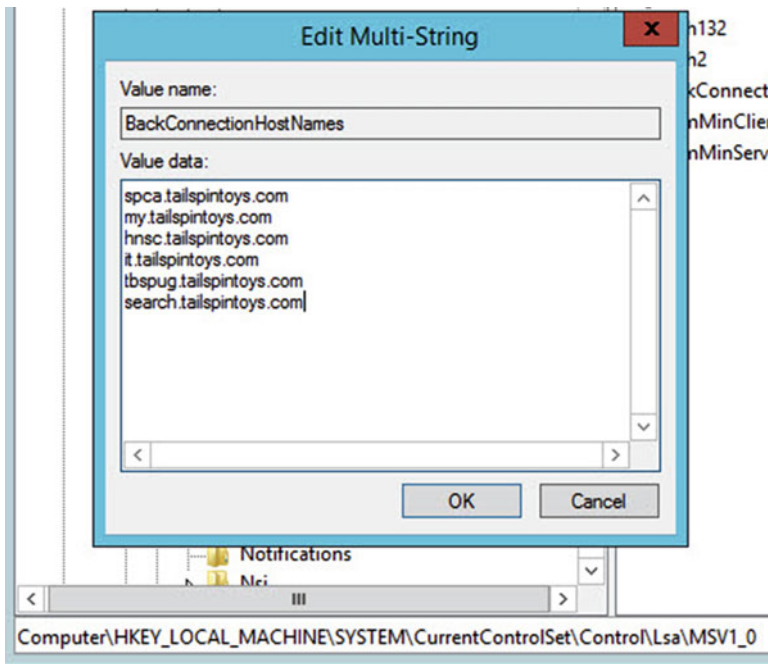 Edit Multi-String
x
Value name:
BackConnectionHostNames
Value data:
spca.tailspintoys.com
my.tailspintoys.com
hnsc.tailspintoys.com
it.tailspintoys.com
tbspug.tailspintoys.com
search.tailspintoys.com
OK
Cancel
h132
h2
kConnect
nMinClie
nMinServ
Notifications
Nsi
Computer\HKEY_LOCAL_MACHINE\SYSTEM\CurrentControlSet\Control\Lsa\MSV1_0